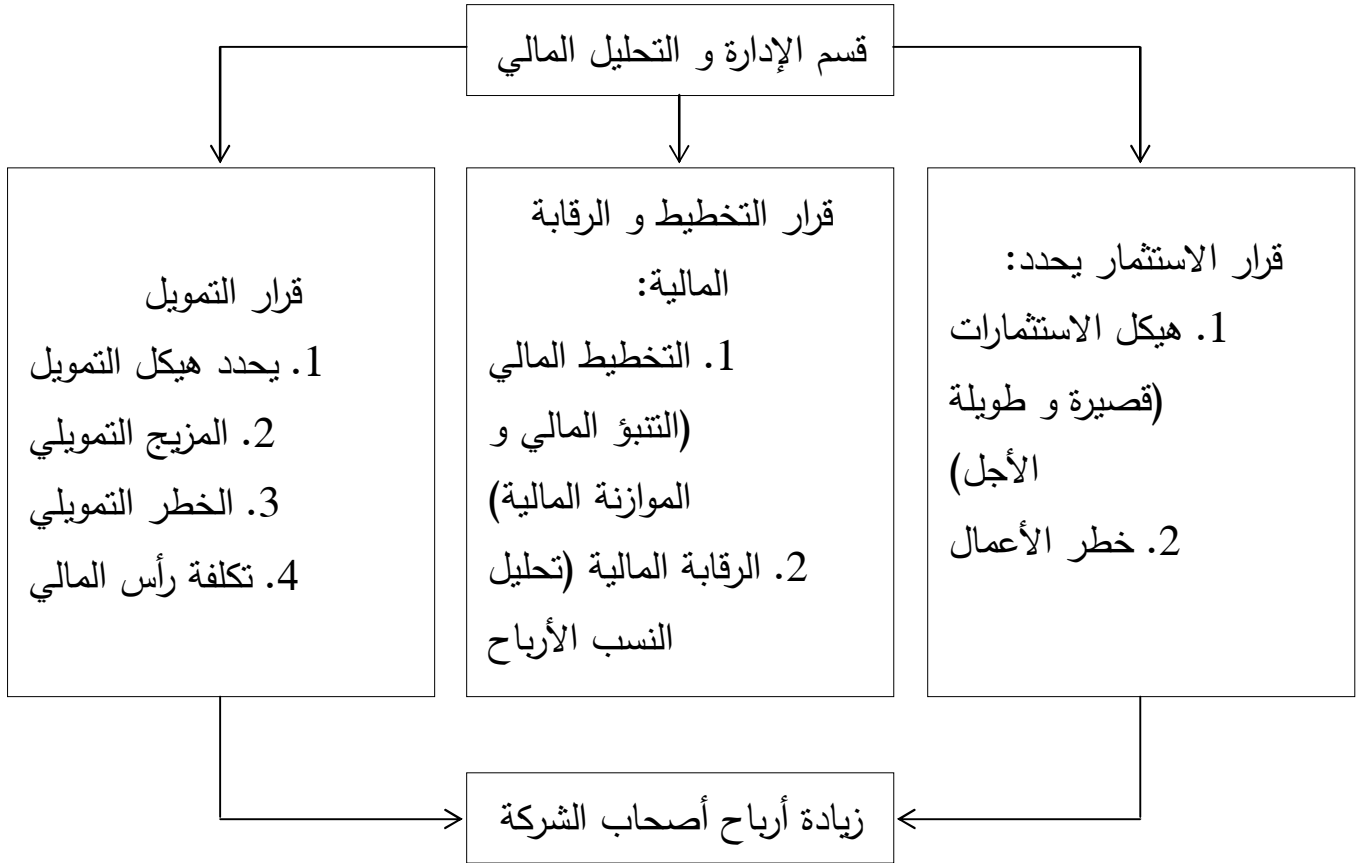 قسم الإدارة و التحليل المالي
قرار الاستثمار يحدد:
1. هيكل الاستثمارات
(قصيرة و طويلة
الأجل)
2. خطر الأعمال
قرار التخطيط و الرقابة
المالية:
1. التخطيط المالي
(التنبؤ المالي و
الموازنة المالية)
2. الرقابة المالية (تحليل
النسب الأرباح
قرار التمويل
1. يحدد هيكل التمويل
2. المزيج التمويلي
3. الخطر التمويلي
4. تكلفة رأس المالي
زيادة أرباح أصحاب الشركة